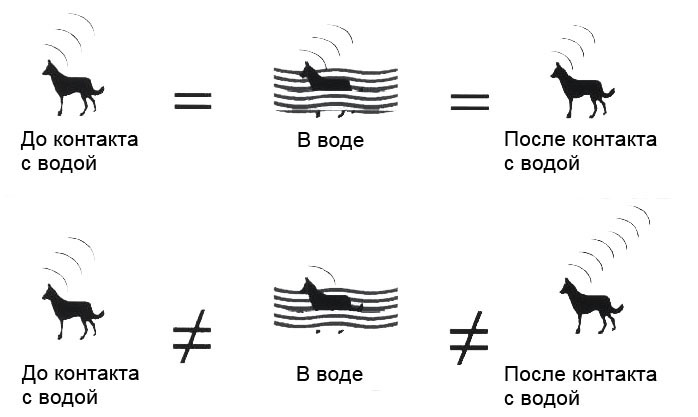 =
=
До контакта
с водой
В воде
После контакта
с водой
≠
≠
До контакта
с водой
В воде
После контакта
с водой